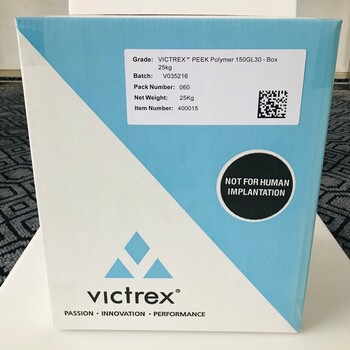 Grade: VICTREX™ PEEK Polymer 150GL30 - Box
25kg
Batch: V035216
Pack Number: 060
Net Weight: 25Kg
Item Number: 400015
NOT FOR HUMAN
IMPLANTATION
victrex®
PASSION • INNOVATION • PERFORMANCE